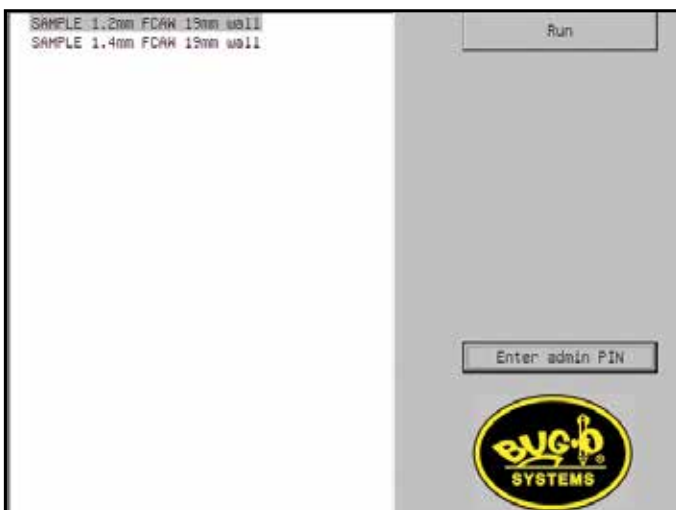 SAMPLE 1.2mm FCAW 19mm wall
SAMPLE 1.4mm FCAW 19mm wall
Run
Enter admin PIN
BUG-O
SYSTEMS